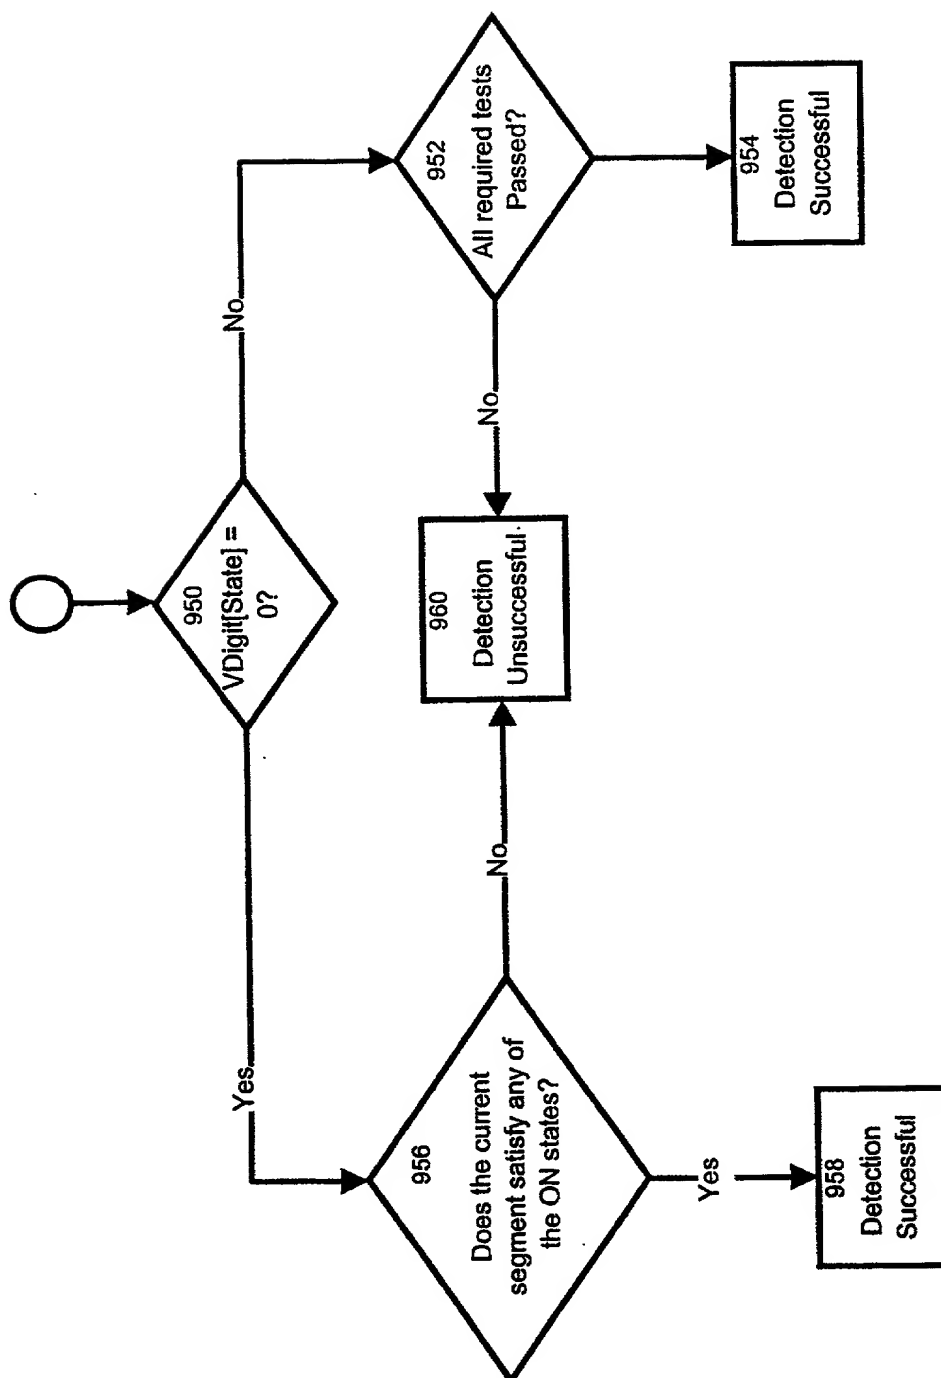 950
VDigit[State] =
0?
Yes
No
956
Does the current
segment satisfy any of
the ON states?
No
960
Detection
Unsuccessful
No
952
All required tests
Passed?
Yes
958
Detection
Successful
954
Detection
Successful